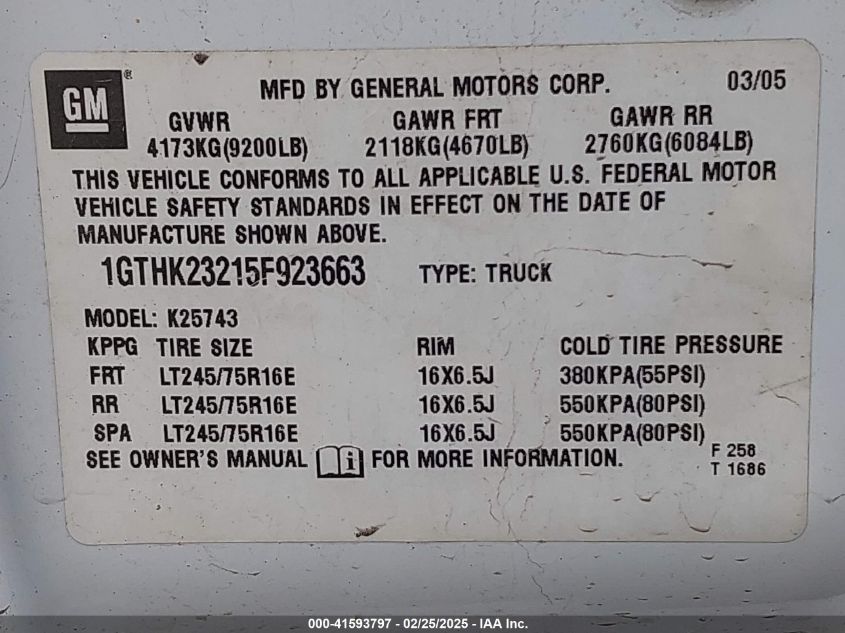 GM ® MFD BY GENERAL MOTORS CORP. 03/05
GVWR GAWR FRT GAWR RR
4173KG(9200LB) 2118KG(4670LB) 2760KG(6084LB)
THIS VEHICLE CONFORMS TO ALL APPLICABLE U.S. FEDERAL MOTOR
VEHICLE SAFETY STANDARDS IN EFFECT ON THE DATE OF
MANUFACTURE SHOWN ABOVE.
1GTHK23215F923663 TYPE: TRUCK
MODEL: K25743
KPPG TIRE SIZE RIM COLD TIRE PRESSURE
FRT LT245/75R16E 16X6.5J 380KPA(55PSI)
RR LT245/75R16E 16X6.5J 550KPA(80PSI)
SPA LT245/75R16E 16X6.5J 550KPA(80PSI)
SEE OWNER'S MANUAL i FOR MORE INFORMATION. F 258
T 1686
000-41593797 - 02/25/2025 - IAA Inc.